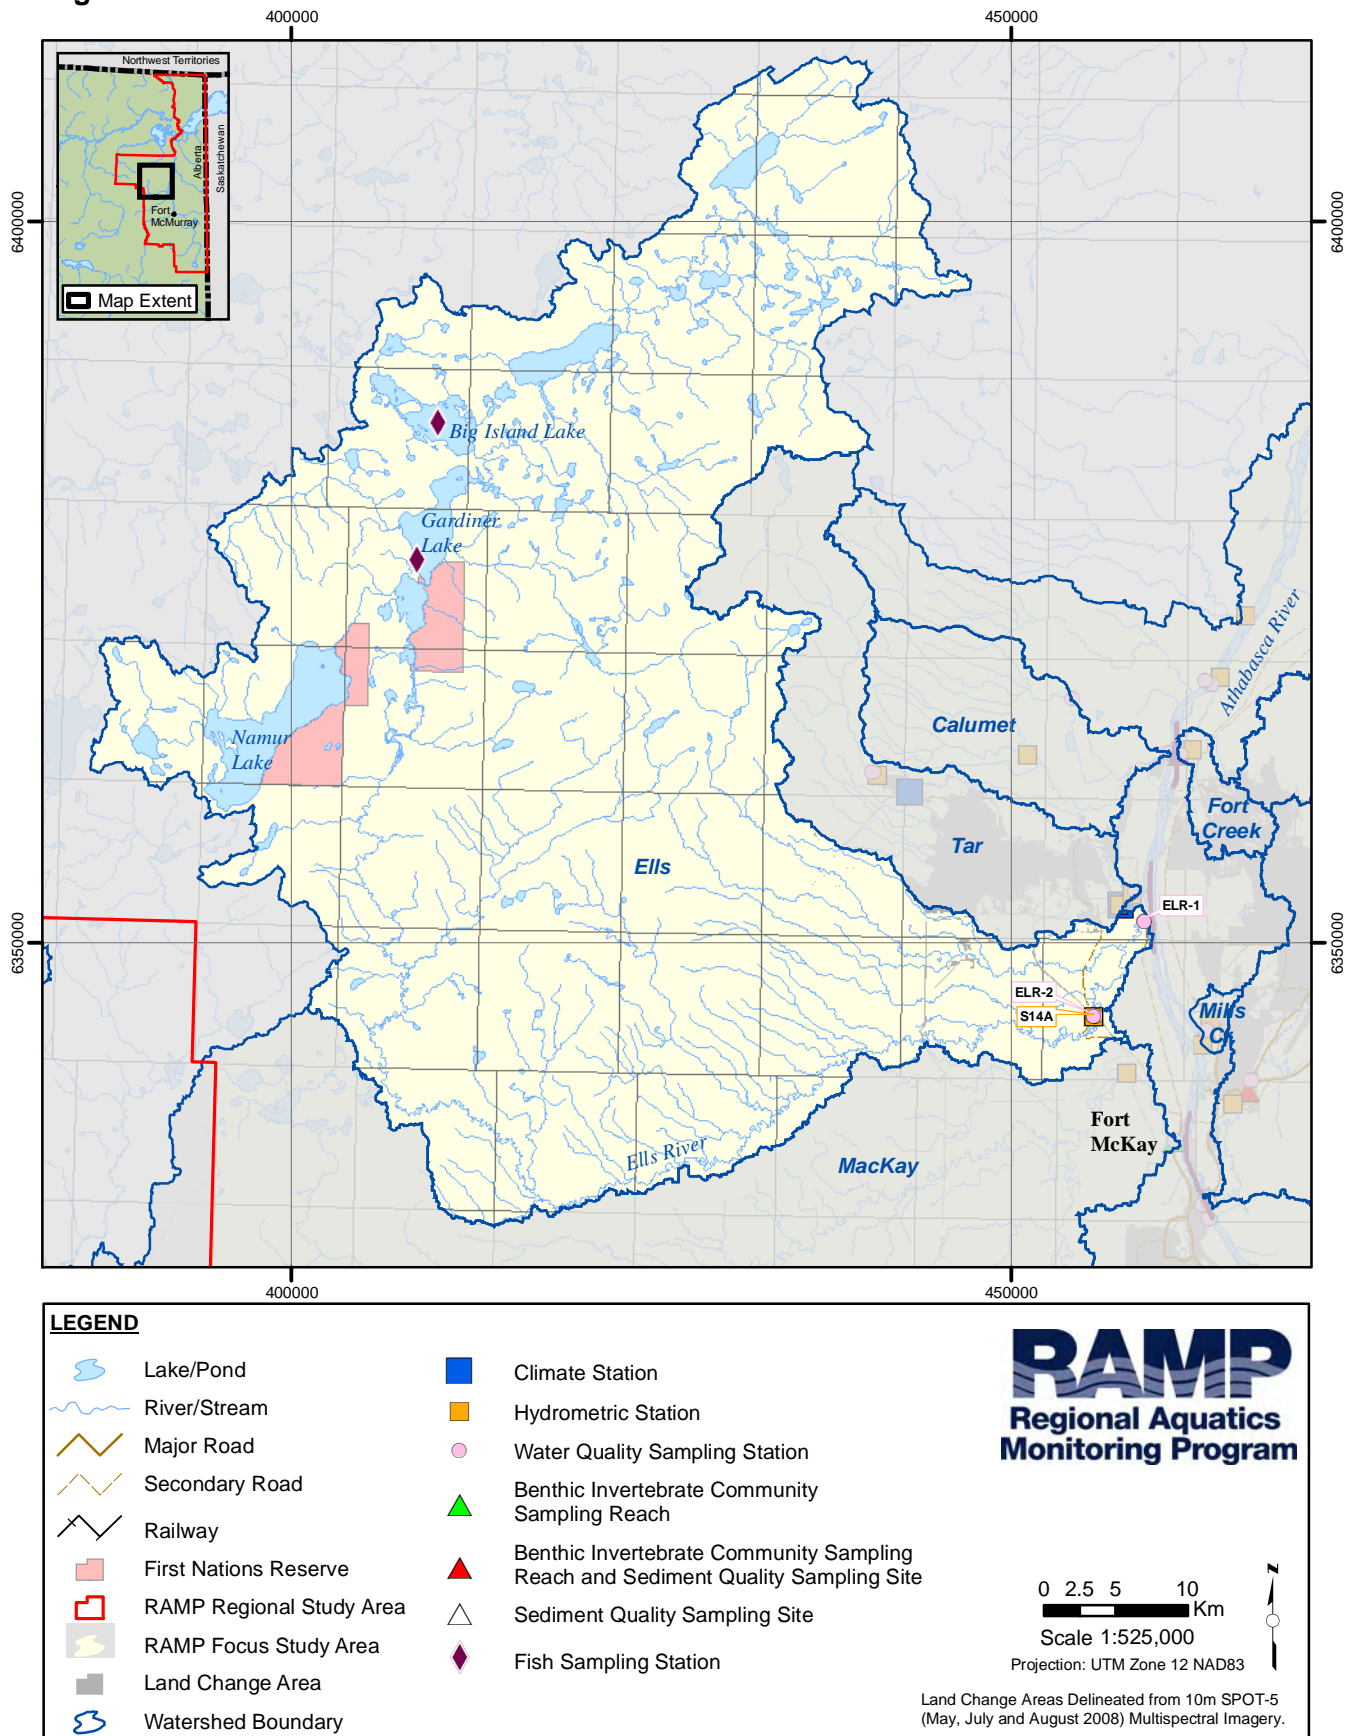 400000
450000
Northwest Territories
Alberta
Saskatchewan
Fort
McMurray
Map Extent
6400000
6400000
Big Island Lake
Gardiner
Lake
Namur
Lake
Athabasca River
Calumet
Fort
Creek
Tar
Ells
ELR-1
6350000
6350000
ELR-2
S14A
Mills
Cr
Fort
McKay
Ells River
MacKay
400000
450000
LEGEND
Lake/Pond
River/Stream
Major Road
Secondary Road
Railway
First Nations Reserve
RAMP Regional Study Area
RAMP Focus Study Area
Land Change Area
Watershed Boundary
Climate Station
Hydrometric Station
Water Quality Sampling Station
Benthic Invertebrate Community
Sampling Reach
Benthic Invertebrate Community Sampling
Reach and Sediment Quality Sampling Site
Sediment Quality Sampling Site
Fish Sampling Station
RAMP
Regional Aquatics
Monitoring Program
N
0 2.5 5 10
Km
Scale 1:525,000
Projection: UTM Zone 12 NAD83
Land Change Areas Delineated from 10m SPOT-5
(May, July and August 2008) Multispectral Imagery.